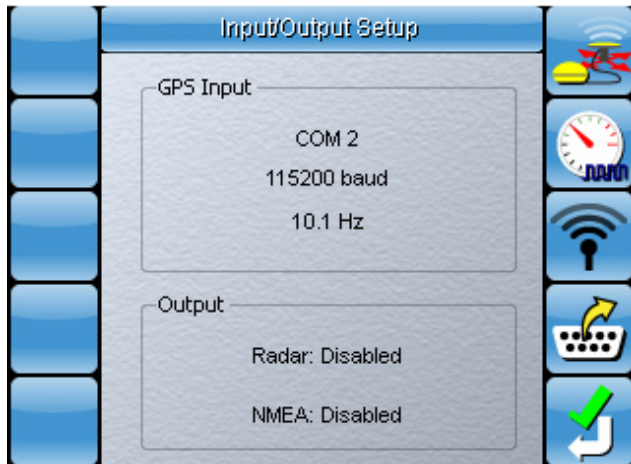 Input/Output Setup
GPS Input
COM 2
115200 baud
10.1 Hz
Output
Radar: Disabled
NMEA: Disabled